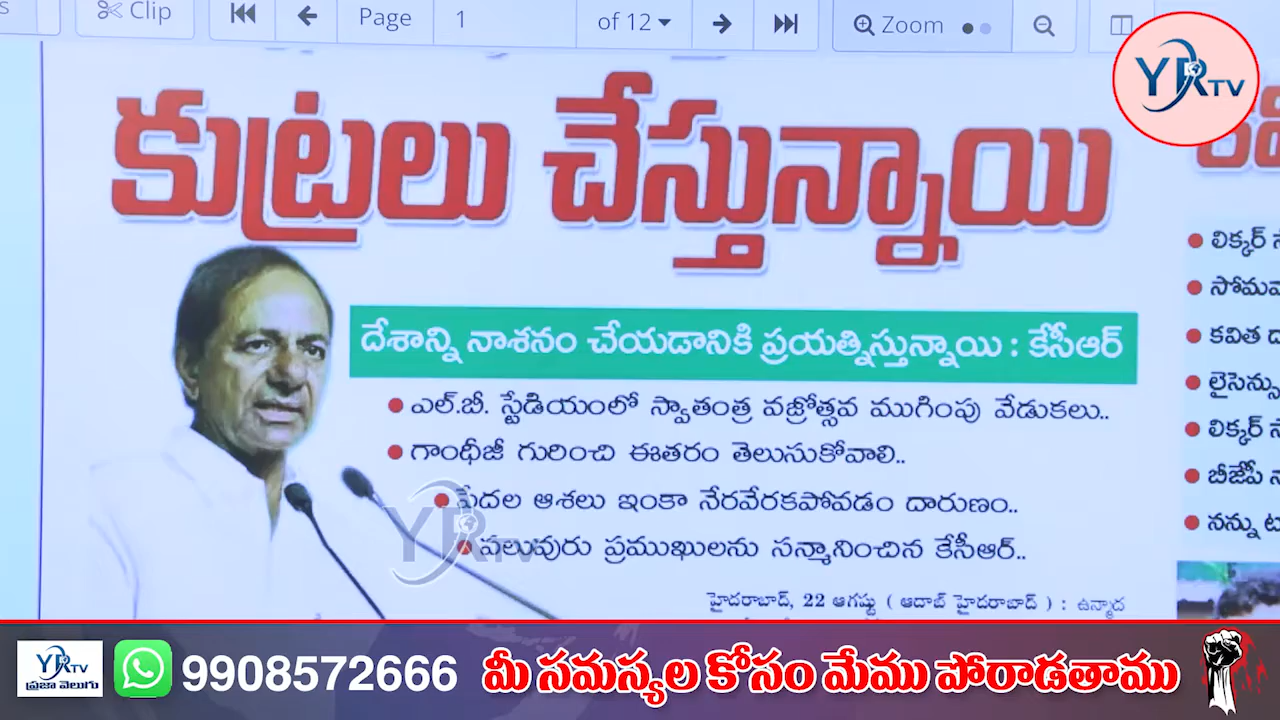 Clip
Page
1
of 12
Zoom
YRTV
కుట్రలు చేస్తున్నాయి
దేశాన్ని నాశనం చేయడానికి ప్రయత్నిస్తున్నాయి : కేసీఆర్
ఎల్.బీ. స్టేడియంలో స్వాతంత్ర వజ్రోత్సవ ముగింపు వేడుకలు..
గాంధీజీ గురించి ఈతరం తెలుసుకోవాలి..
పేదల ఆశలు ఇంకా నేరవేరకపోవడం దారుణం..
పలువురు ప్రముఖులను సన్మానించిన కేసీఆర్..
హైదరాబాద్, 22 ఆగష్టు ( ఆదాబ్ హైదరాబాద్ ) : ఉన్మాద
లిక్కర్
కవిత
లిక్కర్
బీజేపీ
నన్ను
YRTV
YRTV
ప్రజా వెలుగు
9908572666
మీ సమస్యల కోసం మేము పోరాడతాము